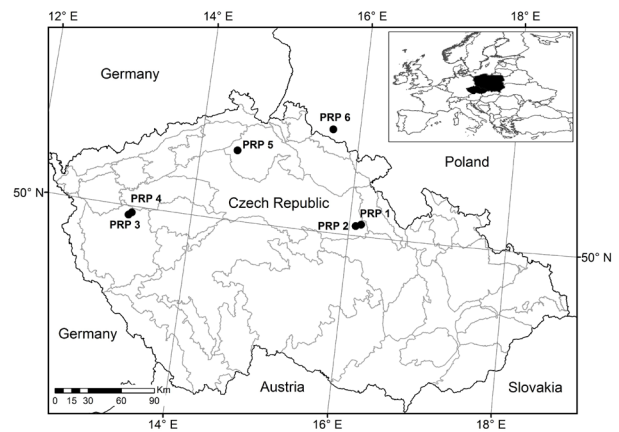 12° E
14° E
16° E
18° E
Germany
PRP 6
PRP 5
Poland
50° N
PRP 4
Czech Republic
PRP 3
PRP 1
PRP 2
50° N
Germany
Km
0 15 30 60 90
Austria
Slovakia
14° E
16° E
18° E